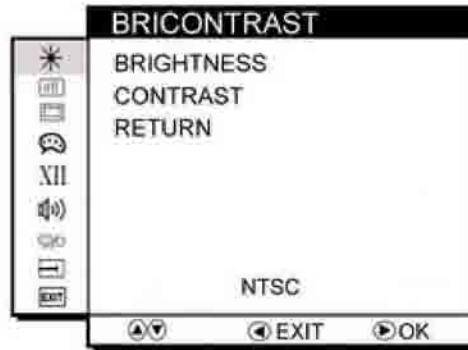 BRICONTRAST
BRIGHTNESS
CONTRAST
RETURN
XII
NTSC
EXIT
EXIT OK